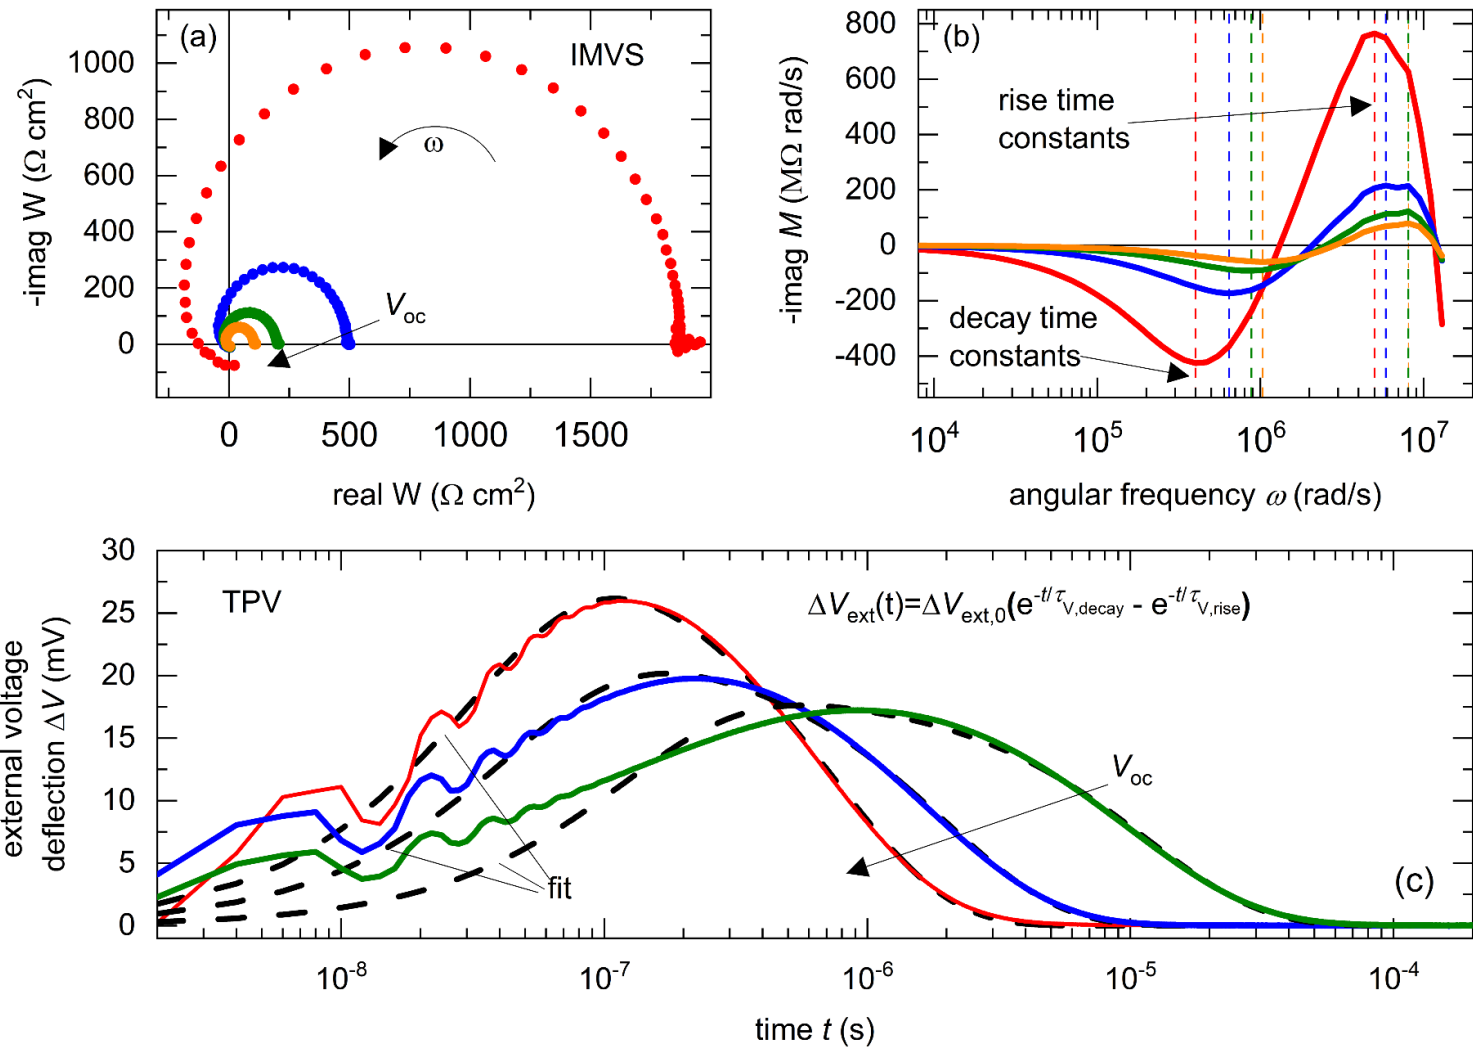 (a)
IMVS
ω
V_oc
-imag W (Ω cm²)
1000
800
600
400
200
0
0 500 1000 1500
real W (Ω cm²)
(b)
rise time
constants
decay time
constants
-imag M (MΩ rad/s)
800
600
400
200
0
-200
-400
10⁴ 10⁵ 10⁶ 10⁷
angular frequency ω (rad/s)
TPV
ΔV_ext(t)=ΔV_ext,0(e^-t/τ_V,decay - e^-t/τ_V,rise)
V_oc
fit
(c)
external voltage
deflection ΔV (mV)
30
25
20
15
10
5
0
10⁻⁸ 10⁻⁷ 10⁻⁶ 10⁻⁵ 10⁻⁴
time t (s)